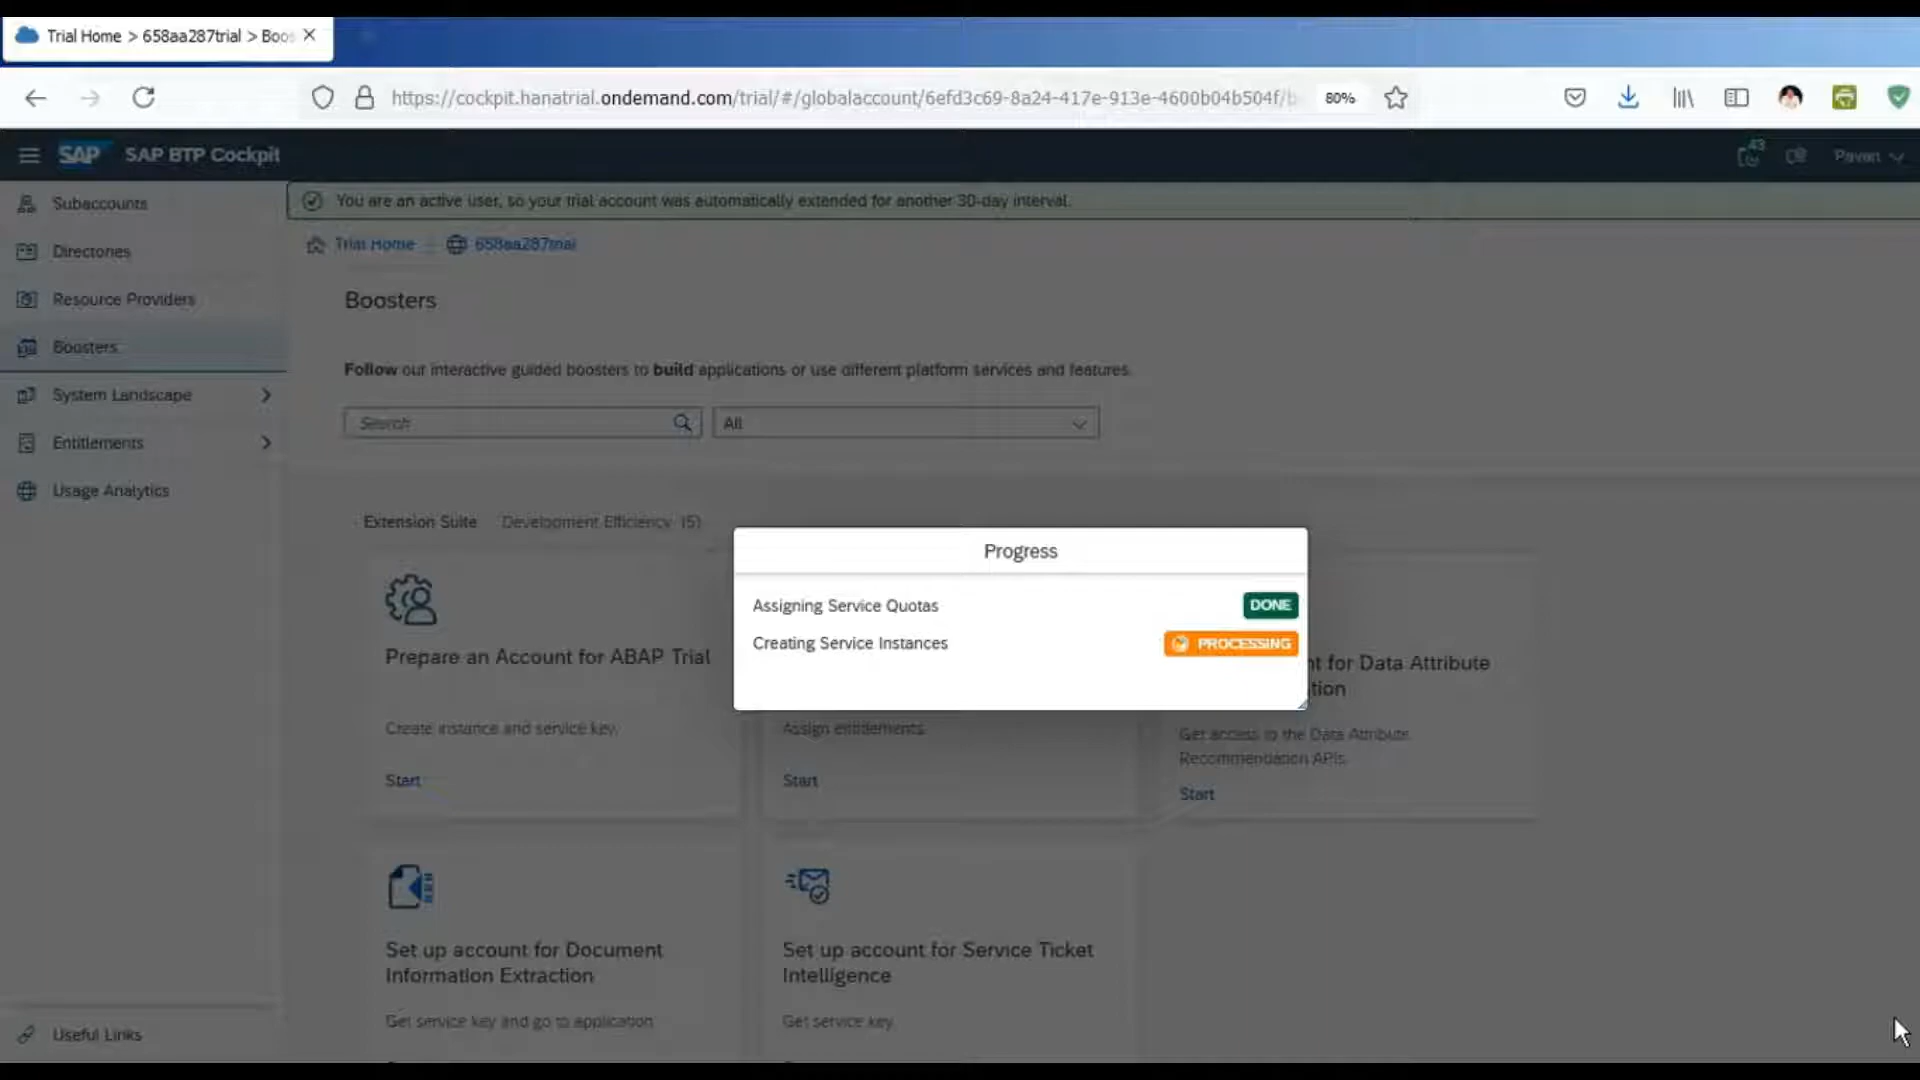 Trial Home > 658aa287trial > Boos
https://cockpit.hanatrial.ondemand.com/trial/#/globalaccount/6efd3c69-8a24-417e-913e-4600b04b504f/b
80%
SAP SAP BTP Cockpit
43
Pavan
Subaccounts
Directories
Resource Providers
Boosters
System Landscape
Entitlements
Usage Analytics
Useful Links
You are an active user, so your trial account was automatically extended for another 30-day interval.
Trial Home 658aa287trial
Boosters
Follow our interactive guided boosters to build applications or use different platform services and features.
Search All
Extension Suite Development Efficiency (5)
Progress
Assigning Service Quotas DONE
Creating Service Instances PROCESSING
Prepare an Account for ABAP Trial
Create instance and service key.
Start
Assign entitlements.
Start
nt for Data Attribute
tion
Get access to the Data Attribute
Recommendation APIs.
Start
Set up account for Document
Information Extraction
Get service key and go to application
Set up account for Service Ticket
Intelligence
Get service key